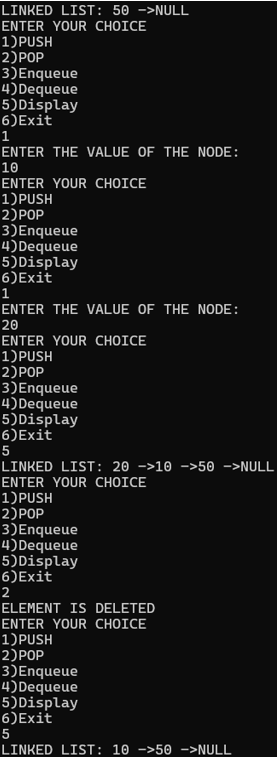 LINKED LIST: 50 ->NULL
ENTER YOUR CHOICE
1)PUSH
2)POP
3)Enqueue
4)Dequeue
5)Display
6)Exit
1
ENTER THE VALUE OF THE NODE:
10
ENTER YOUR CHOICE
1)PUSH
2)POP
3)Enqueue
4)Dequeue
5)Display
6)Exit
1
ENTER THE VALUE OF THE NODE:
20
ENTER YOUR CHOICE
1)PUSH
2)POP
3)Enqueue
4)Dequeue
5)Display
6)Exit
5
LINKED LIST: 20 ->10 ->50 ->NULL
ENTER YOUR CHOICE
1)PUSH
2)POP
3)Enqueue
4)Dequeue
5)Display
6)Exit
2
ELEMENT IS DELETED
ENTER YOUR CHOICE
1)PUSH
2)POP
3)Enqueue
4)Dequeue
5)Display
6)Exit
5
LINKED LIST: 10 ->50 ->NULL